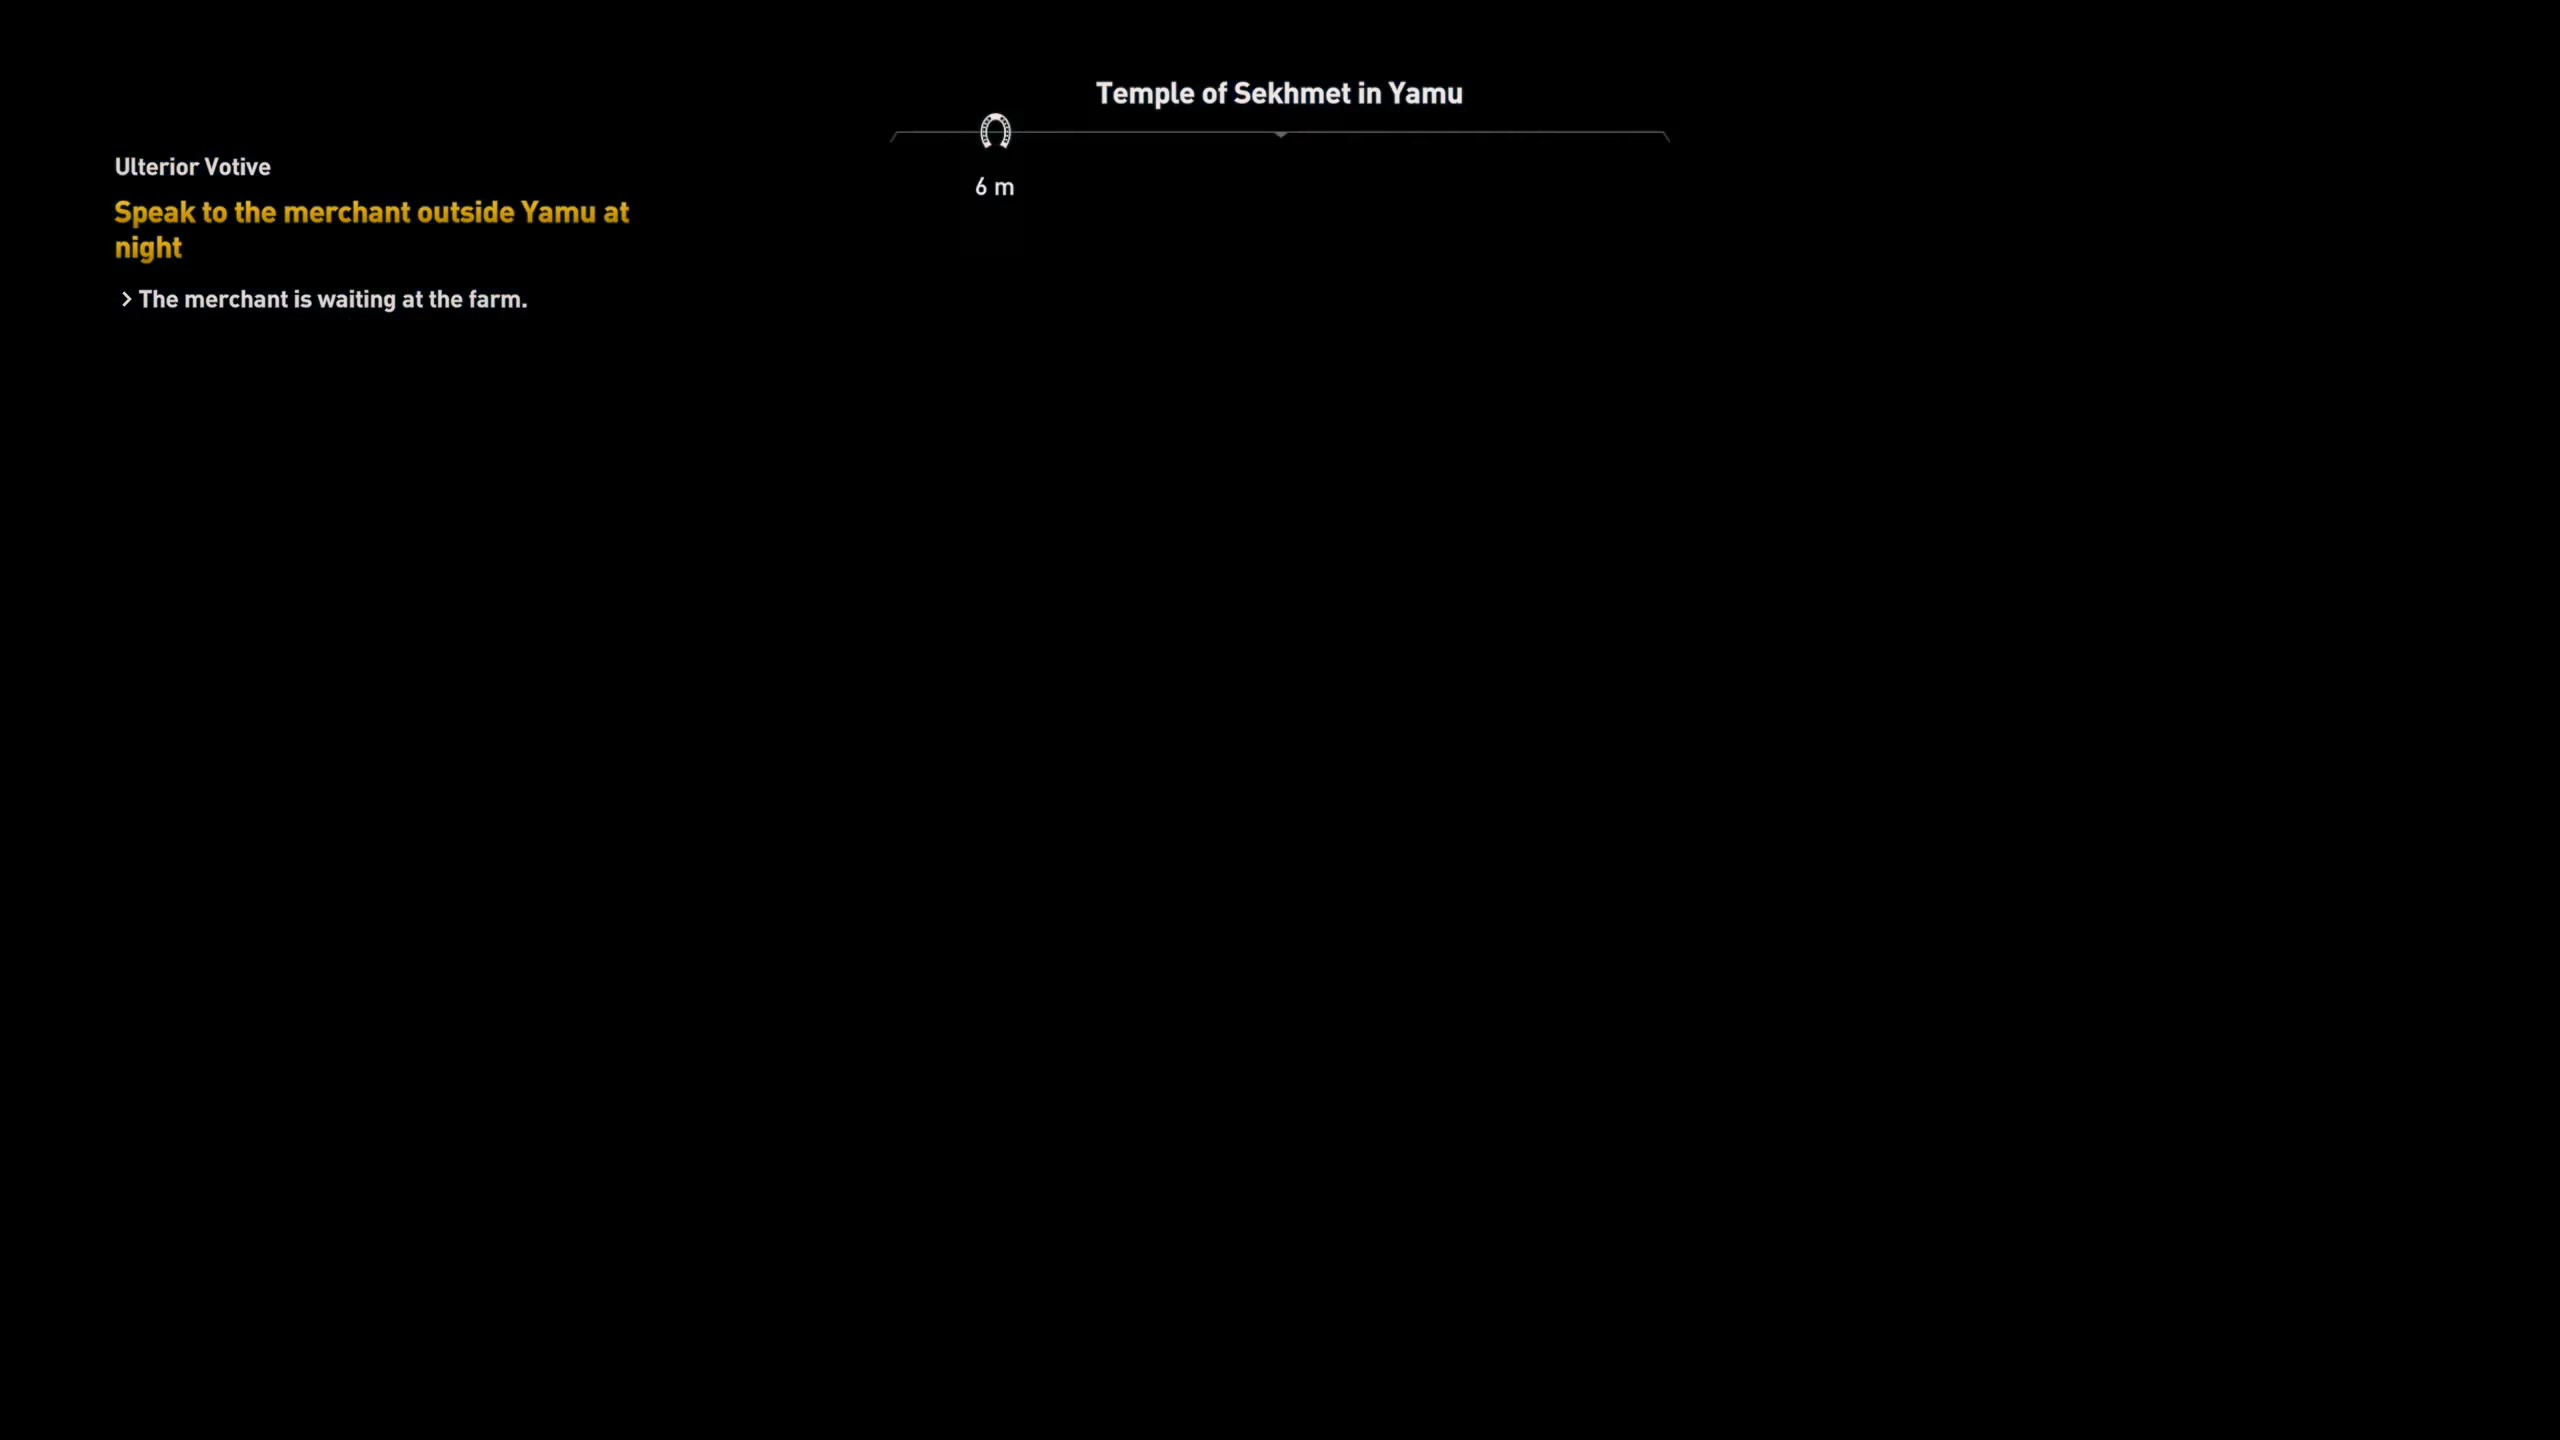 Temple of Sekhmet in Yamu
6 m
Ulterior Votive
Speak to the merchant outside Yamu at
night
> The merchant is waiting at the farm.